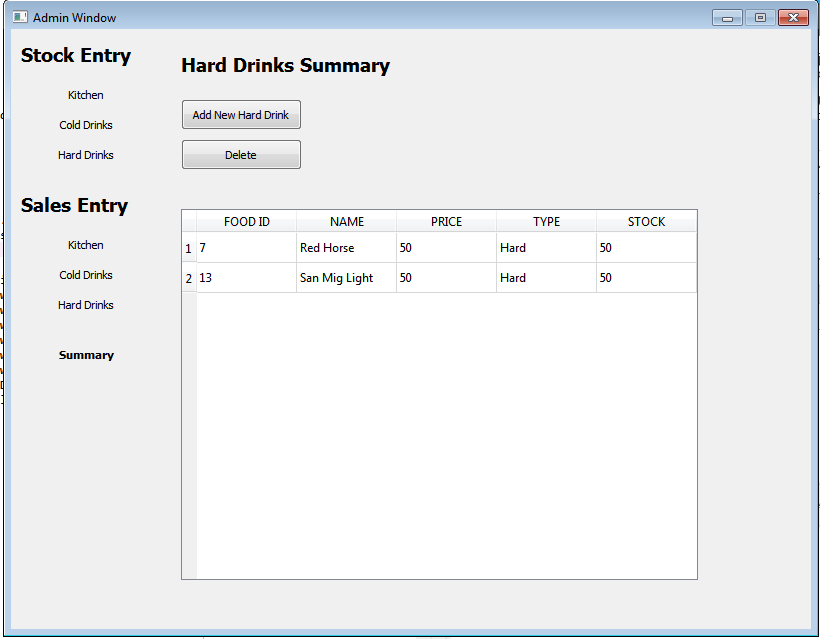 Admin Window
Stock Entry
Kitchen
Cold Drinks
Hard Drinks
Sales Entry
Kitchen
Cold Drinks
Hard Drinks
Summary
Hard Drinks Summary
Add New Hard Drink
Delete
FOOD ID NAME PRICE TYPE STOCK
1 7 Red Horse 50 Hard 50
2 13 San Mig Light 50 Hard 50